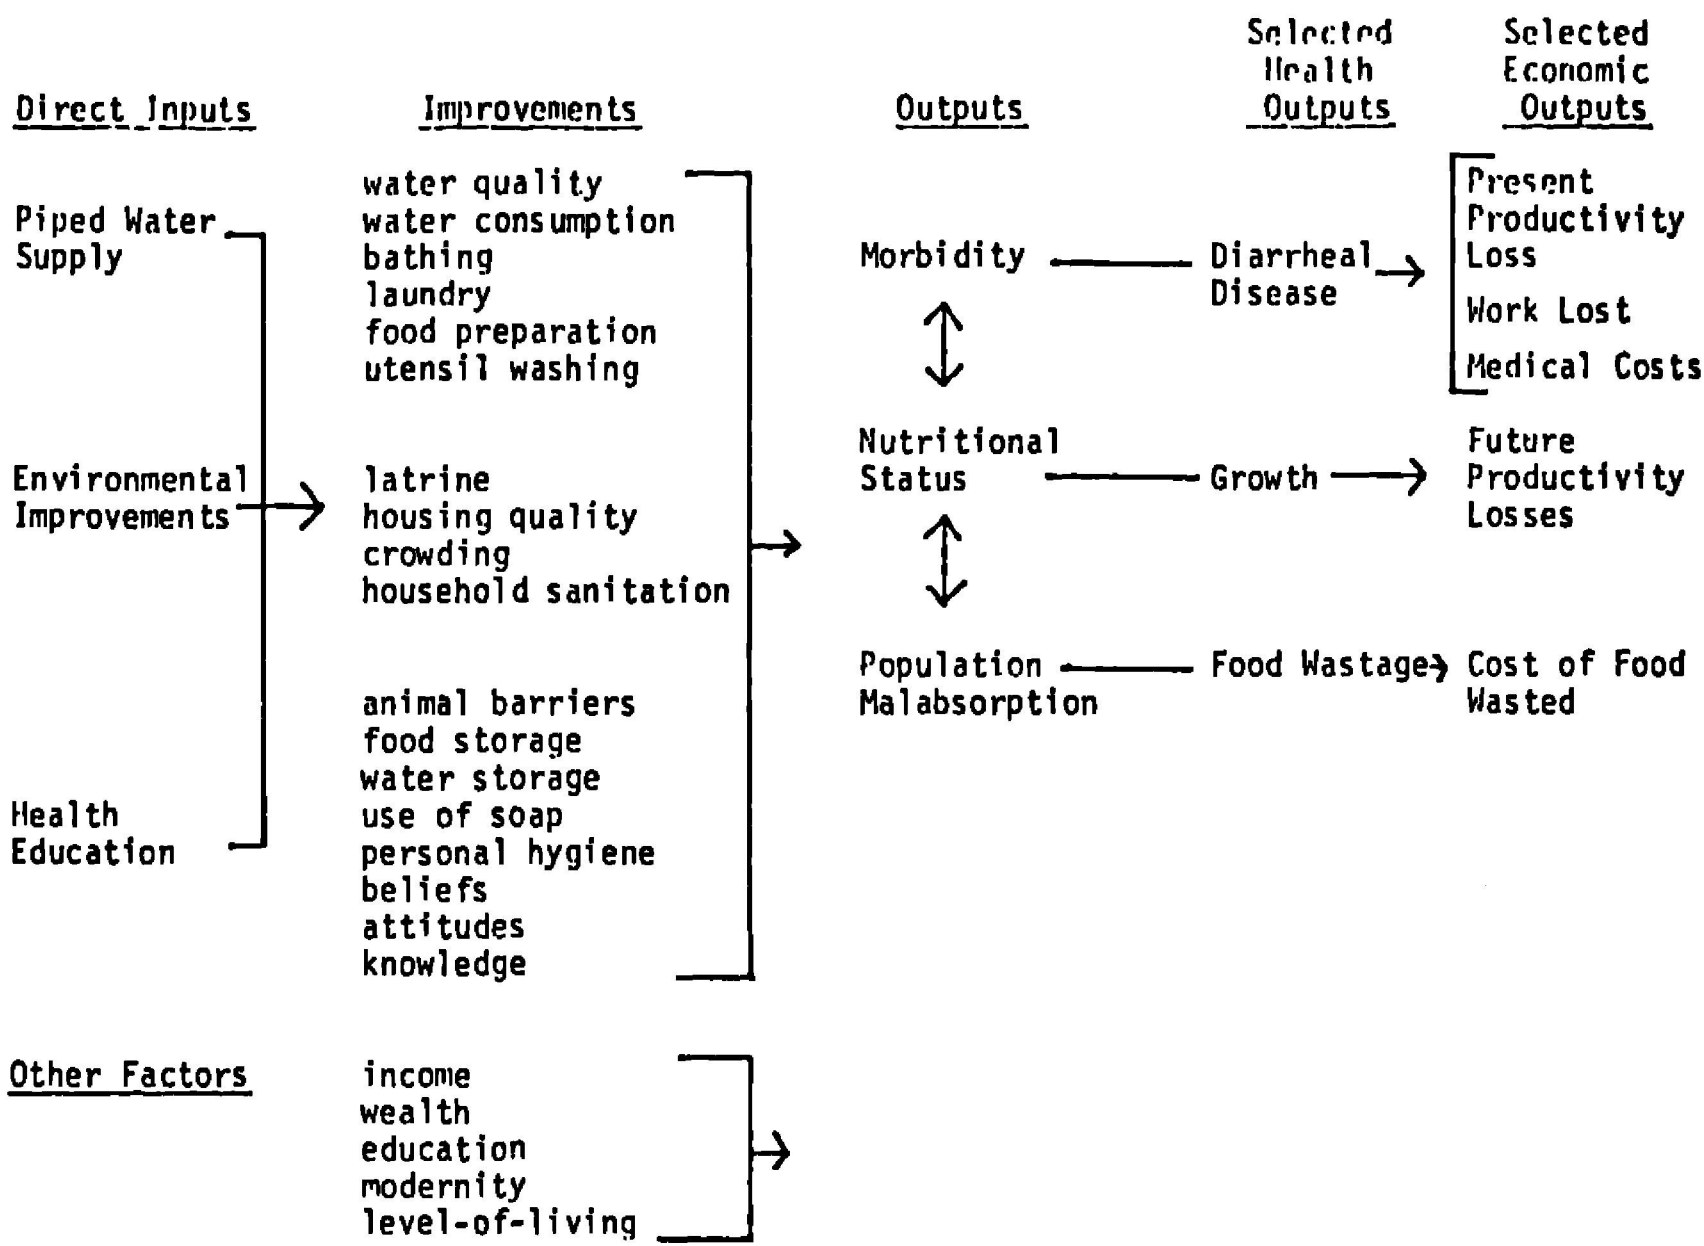 Direct Inputs
Piped Water
Supply
Environmental
Improvements
Health
Education
Other Factors
Improvements
water quality
water consumption
bathing
laundry
food preparation
utensil washing
latrine
housing quality
crowding
household sanitation
animal barriers
food storage
water storage
use of soap
personal hygiene
beliefs
attitudes
knowledge
income
wealth
education
modernity
level-of-living
Outputs
Morbidity
Nutritional
Status
Population
Malabsorption
Selected
Health
Outputs
Diarrheal
Disease
Growth
Food Wastage
Selected
Economic
Outputs
Present
Productivity
Loss
Work Lost
Medical Costs
Future
Productivity
Losses
Cost of Food
Wasted